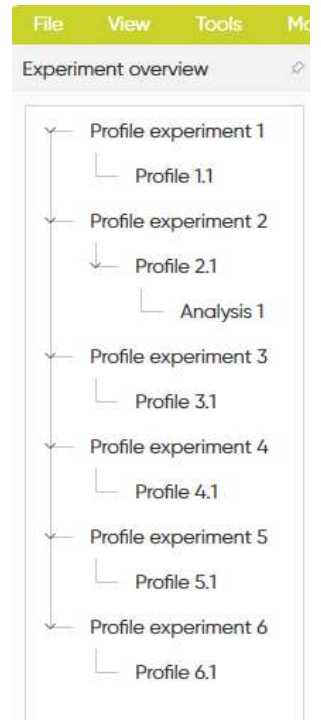 File View Tools
Experiment overview
Profile experiment 1
Profile 1.1
Profile experiment 2
Profile 2.1
Analysis 1
Profile experiment 3
Profile 3.1
Profile experiment 4
Profile 4.1
Profile experiment 5
Profile 5.1
Profile experiment 6
Profile 6.1